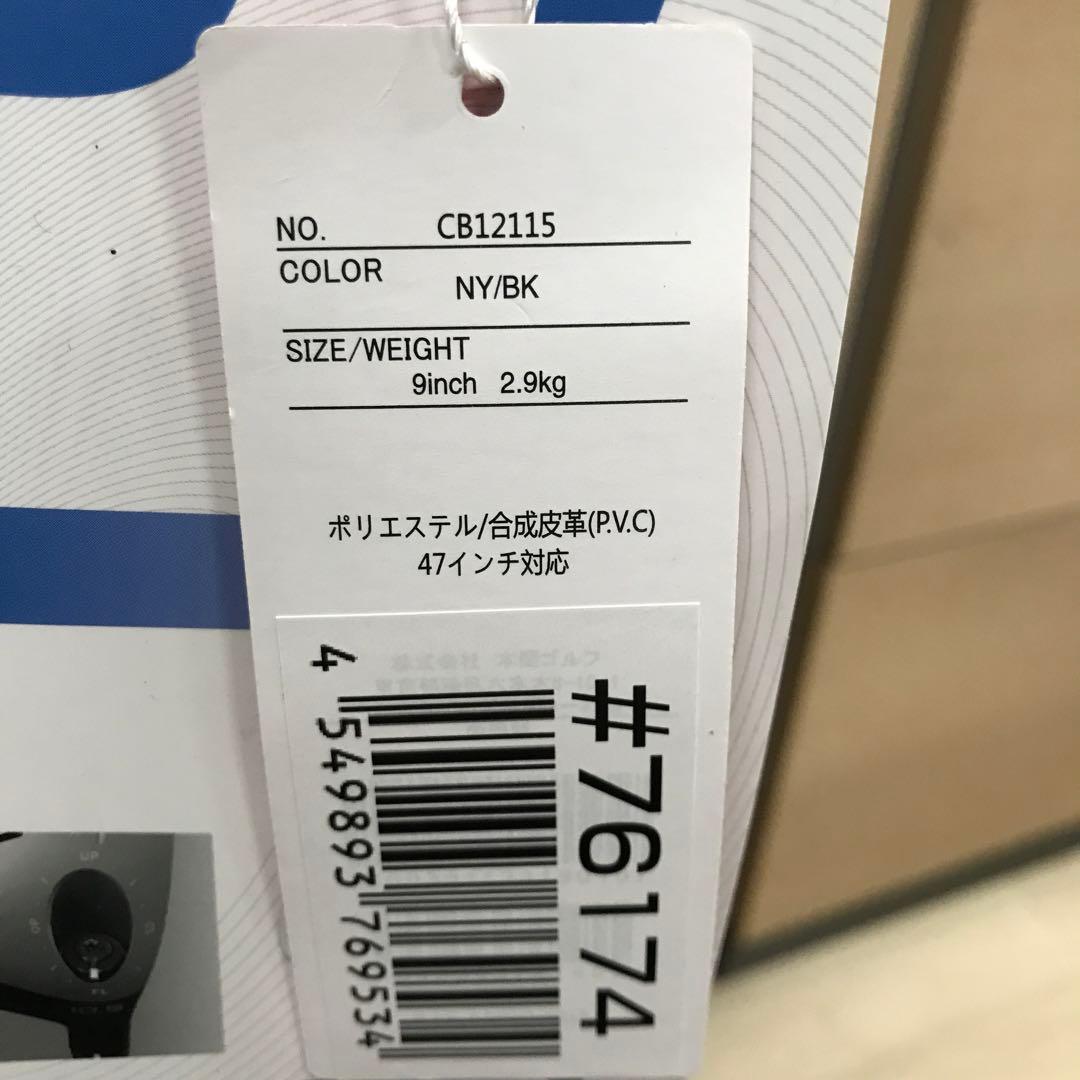 NO. CB12115
COLOR NY/BK
SIZE/WEIGHT
9inch 2.9kg
ポリエステル/合成皮革(P.V.C)
47インチ対応
株式会社 本間ゴルフ
4 549893 769534
#76174
UP